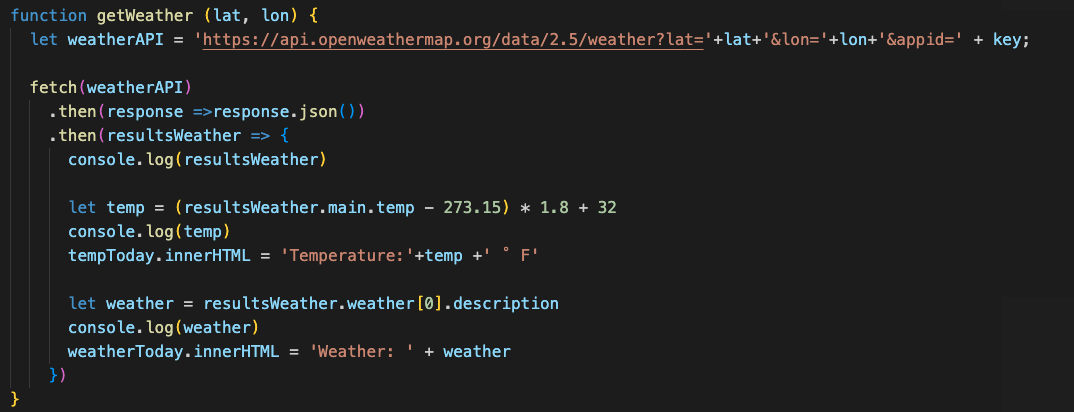 function getWeather (lat, lon) {
  let weatherAPI = 'https://api.openweathermap.org/data/2.5/weather?lat='+lat+'&lon='+lon+'&appid=' + key;

  fetch(weatherAPI)
    .then(response =>response.json())
    .then(resultsWeather => {
      console.log(resultsWeather)

      let temp = (resultsWeather.main.temp - 273.15) * 1.8 + 32
      console.log(temp)
      tempToday.innerHTML = 'Temperature:'+temp +' ˚ F'

      let weather = resultsWeather.weather[0].description
      console.log(weather)
      weatherToday.innerHTML = 'Weather: ' + weather
    })
}